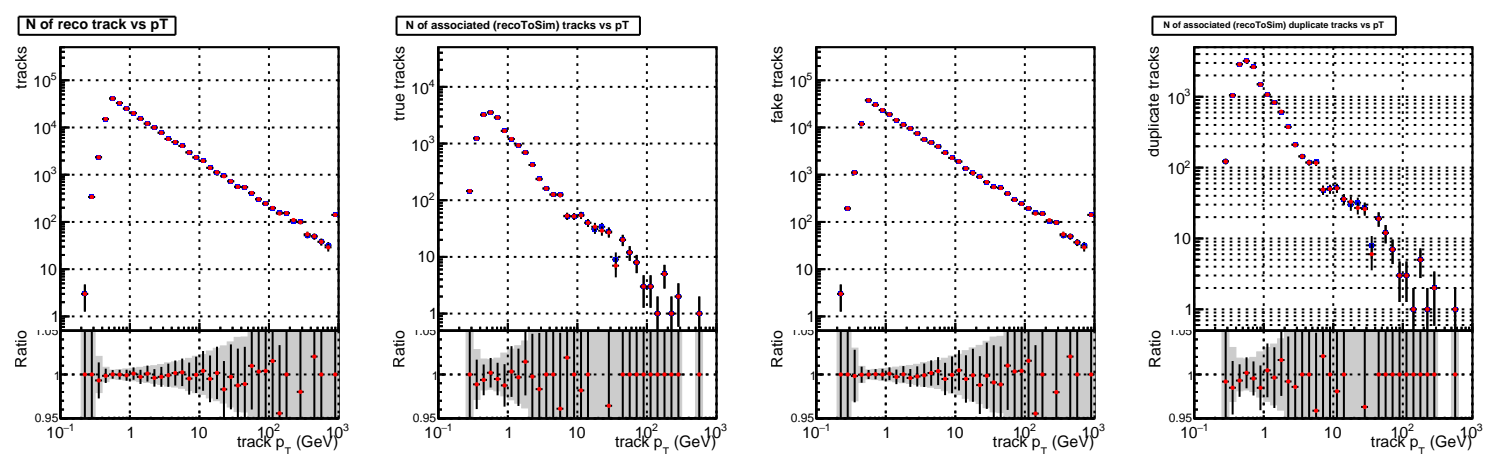 N of reco track vs pT
tracks
10^5
10^4
10^3
10^2
10
1
Ratio
1.05
1
0.95
10^-1 1 10 10^2 10^3
track p_T (GeV)
N of associated (recoToSim) tracks vs pT
true tracks
10^4
10^3
10^2
10
1
Ratio
1.05
1
0.95
10^-1 1 10 10^2 10^3
track p_T (GeV)
fake tracks
10^5
10^4
10^3
10^2
10
1
Ratio
1.05
1
0.95
10^-1 1 10 10^2 10^3
track p_T (GeV)
N of associated (recoToSim) duplicate tracks vs pT
duplicate tracks
10^3
10^2
10
1
Ratio
1.05
1
0.95
10^-1 1 10 10^2 10^3
track p_T (GeV)